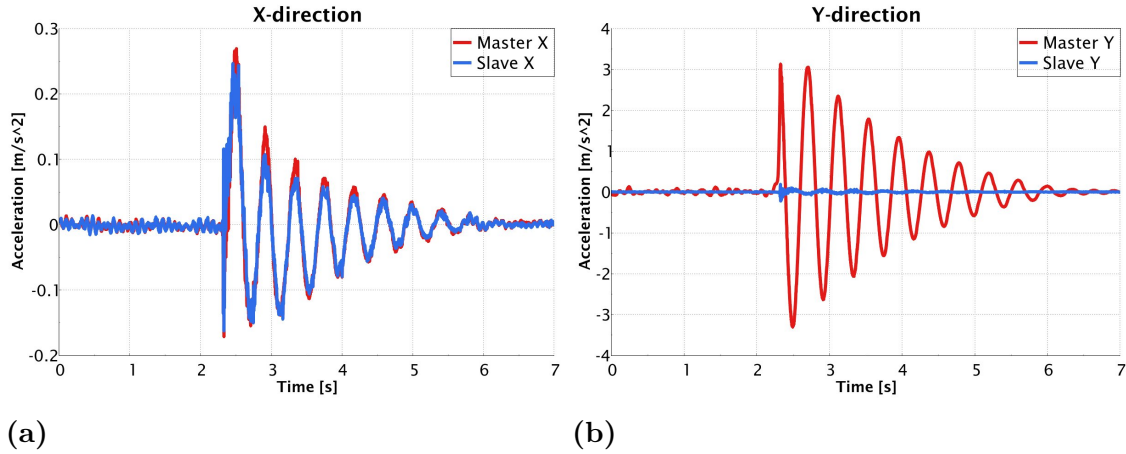 X-direction
Acceleration [m/s^2]
0.3
0.2
0.1
0
-0.1
-0.2
Master X
Slave X
0 1 2 3 4 5 6 7
Time [s]
(a)
Y-direction
Acceleration [m/s^2]
4
3
2
1
0
-1
-2
-3
-4
Master Y
Slave Y
0 1 2 3 4 5 6 7
Time [s]
(b)